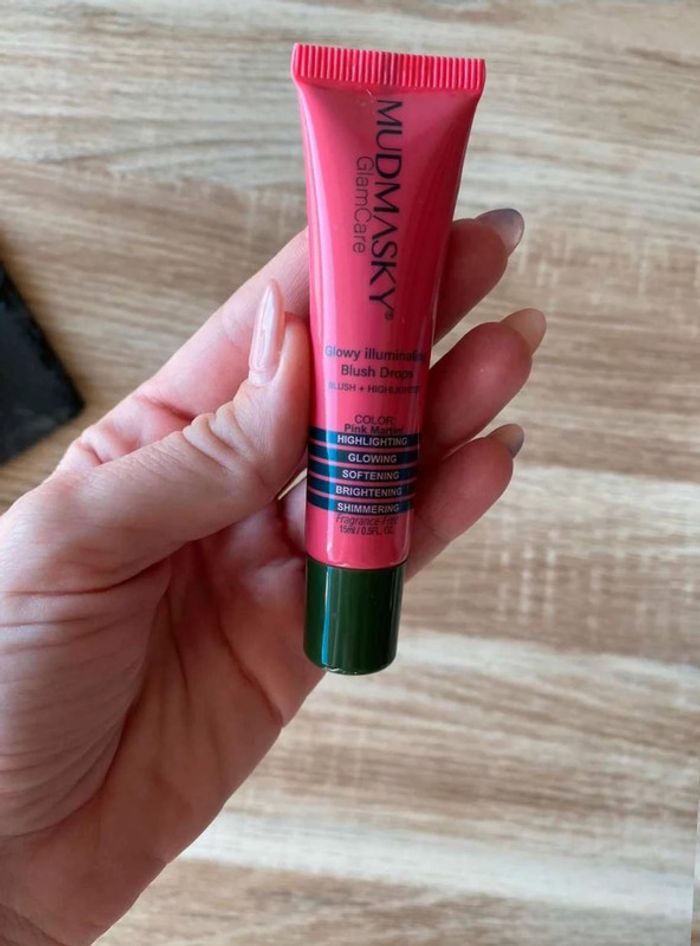 MUDMASKY®
GlamCare
Glowy illuminating
Blush Drops
BLUSH + HIGHLIGHTER
COLOR:
Pink
HIGHLIGHTING
GLOWING
SOFTENING
BRIGHTENING
SHIMMERING
Fragrance-Free
15ml / 0.5FL. OZ.